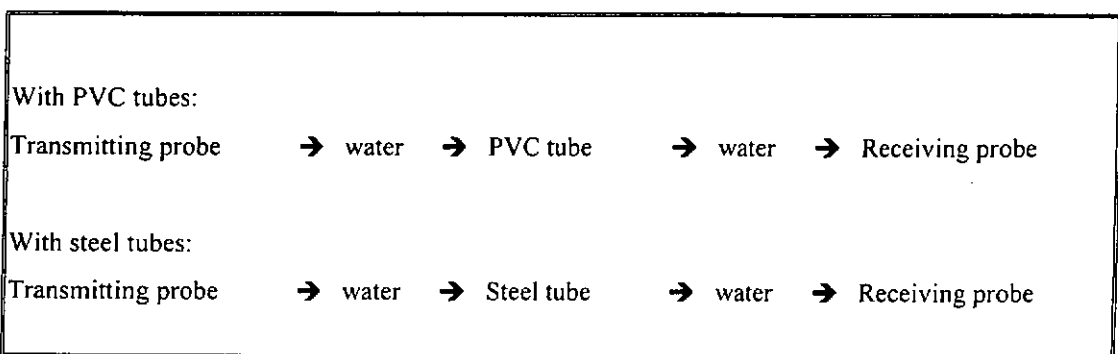 With PVC tubes:
Transmitting probe → water → PVC tube → water → Receiving probe
With steel tubes:
Transmitting probe → water → Steel tube → water → Receiving probe